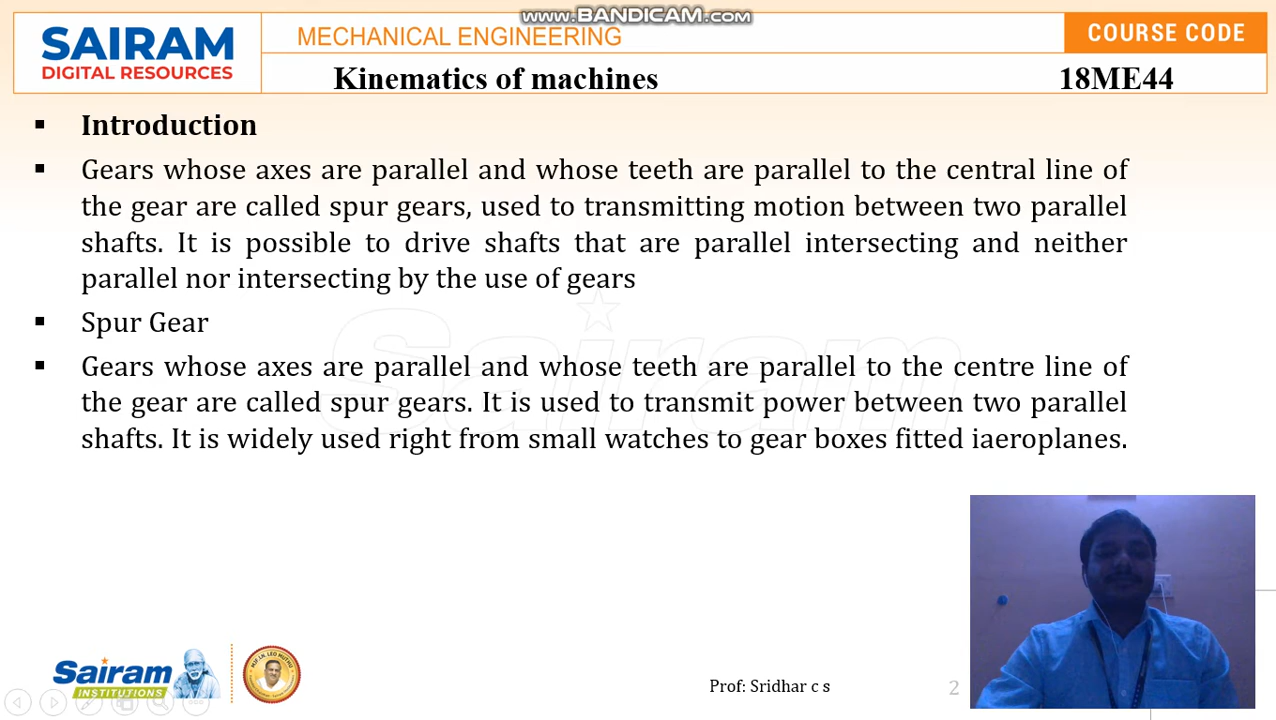 www.BANDICAM.com
SAIRAM
DIGITAL RESOURCES
MECHANICAL ENGINEERING
COURSE CODE
Kinematics of machines
18ME44
▪ Introduction
▪ Gears whose axes are parallel and whose teeth are parallel to the central line of
the gear are called spur gears, used to transmitting motion between two parallel
shafts. It is possible to drive shafts that are parallel intersecting and neither
parallel nor intersecting by the use of gears
▪ Spur Gear
▪ Gears whose axes are parallel and whose teeth are parallel to the centre line of
the gear are called spur gears. It is used to transmit power between two parallel
shafts. It is widely used right from small watches to gear boxes fitted iaeroplanes.
Sairam
Sairam
INSTITUTIONS
MJF. LN. LEO MUTHU
Prof: Sridhar c s
2